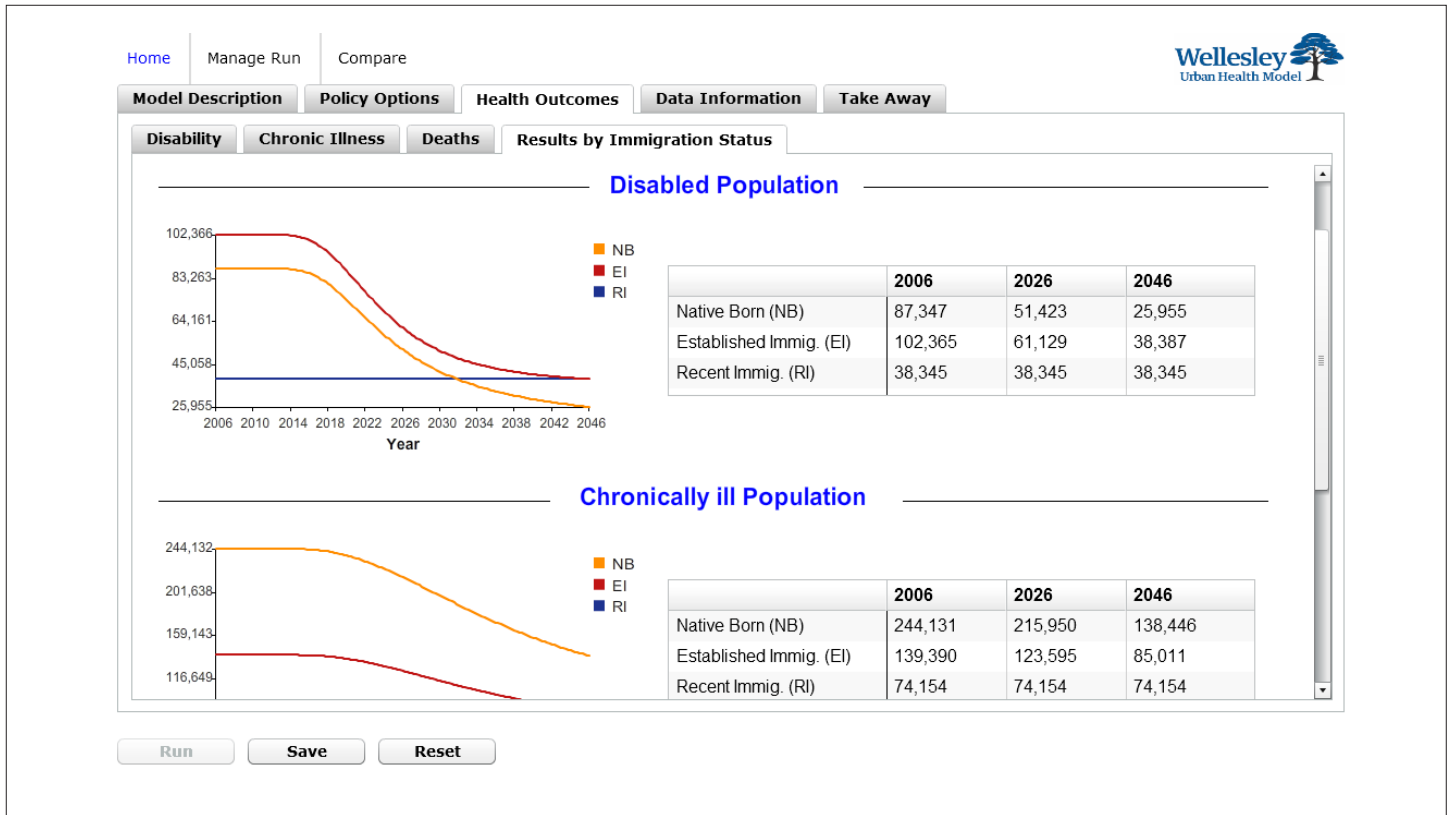 Home Manage Run Compare
Wellesley
Urban Health Model
Model Description Policy Options Health Outcomes Data Information Take Away
Disability Chronic Illness Deaths Results by Immigration Status
Disabled Population
102,366
83,263
64,161
45,058
25,955
2006 2010 2014 2018 2022 2026 2030 2034 2038 2042 2046
Year
NB
EI
RI
2006 2026 2046
Native Born (NB) 87,347 51,423 25,955
Established Immig. (EI) 102,365 61,129 38,387
Recent Immig. (RI) 38,345 38,345 38,345
Chronically ill Population
244,132
201,638
159,143
116,649
NB
EI
RI
2006 2026 2046
Native Born (NB) 244,131 215,950 138,446
Established Immig. (EI) 139,390 123,595 85,011
Recent Immig. (RI) 74,154 74,154 74,154
Run Save Reset